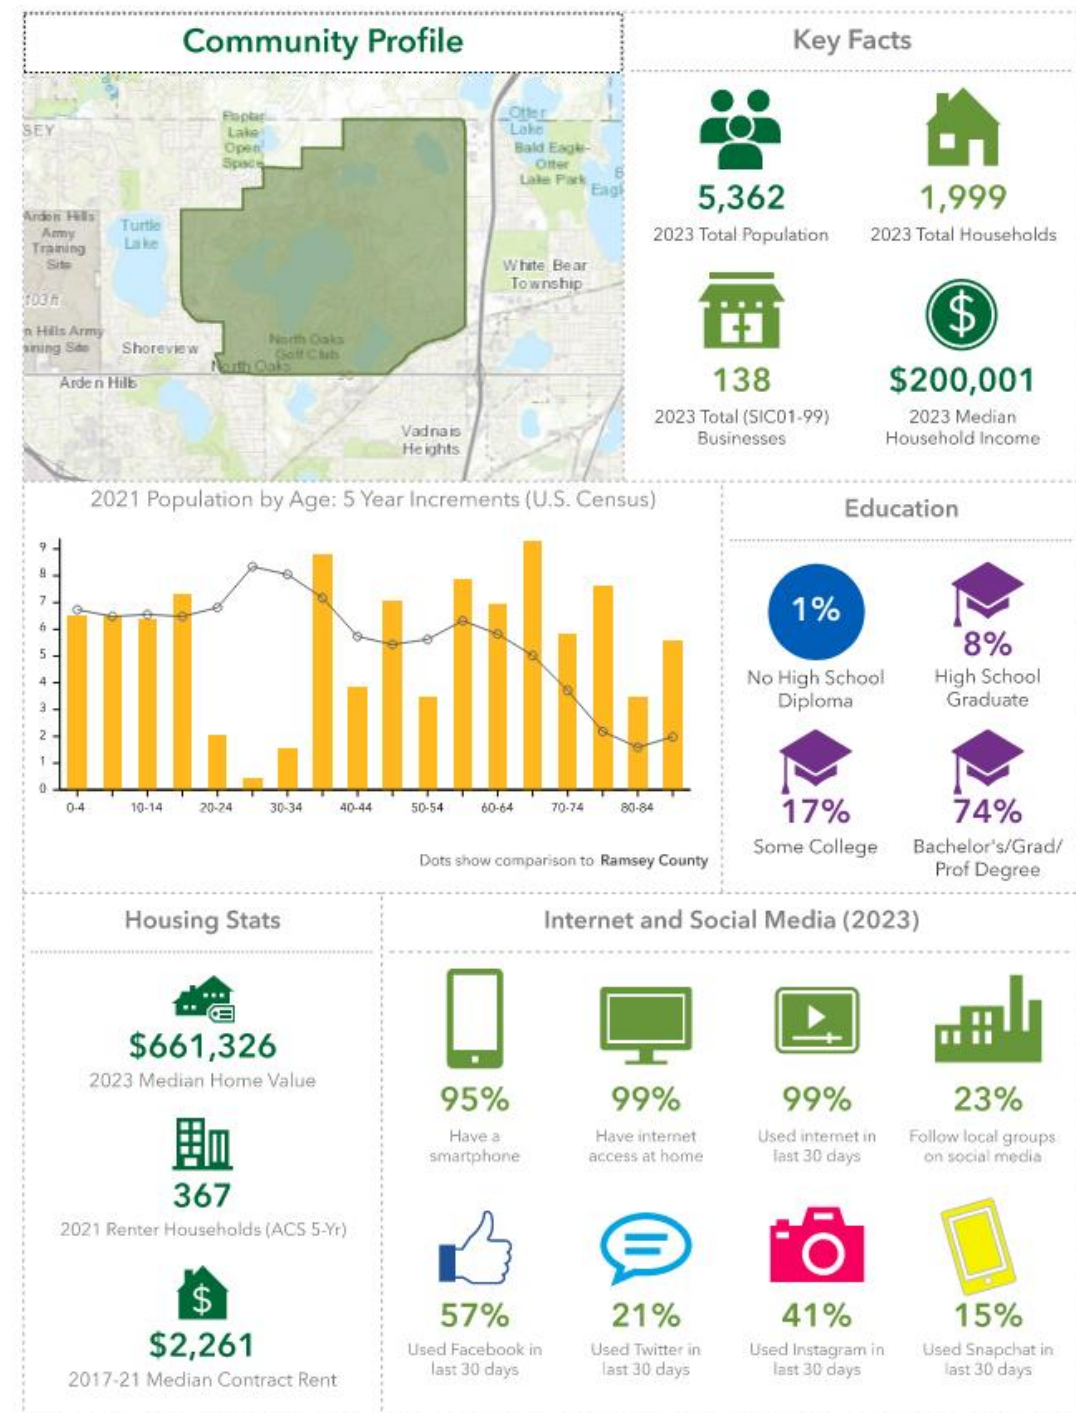 Community Profile
SEY
Poplar
Lake
Open
Space
Otter
Lake
Bald Eagle-
Otter
Lake Park
B
Eagl
Arden Hills
Army
Training
Site
Turtle
Lake
White Bear
Township
103 ft
n Hills Army
aining Site
Shoreview
North Oaks
Golf Club
North Oaks
Arden Hills
Vadnais
Heights
Key Facts
5,362
1,999
2023 Total Population
2023 Total Households
138
$200,001
2023 Total (SIC01-99)
Businesses
2023 Median
Household Income
2021 Population by Age: 5 Year Increments (U.S. Census)
9
8
7
6
5
4
3
2
1
0
0-4
10-14
20-24
30-34
40-44
50-54
60-64
70-74
80-84
Dots show comparison to Ramsey County
Education
1%
No High School
Diploma
8%
High School
Graduate
17%
Some College
74%
Bachelor's/Grad/
Prof Degree
Housing Stats
$661,326
2023 Median Home Value
367
2021 Renter Households (ACS 5-Yr)
$
$2,261
2017-21 Median Contract Rent
Internet and Social Media (2023)
95%
Have a
smartphone
99%
Have internet
access at home
99%
Used internet in
last 30 days
23%
Follow local groups
on social media
57%
Used Facebook in
last 30 days
21%
Used Twitter in
last 30 days
41%
Used Instagram in
last 30 days
15%
Used Snapchat in
last 30 days